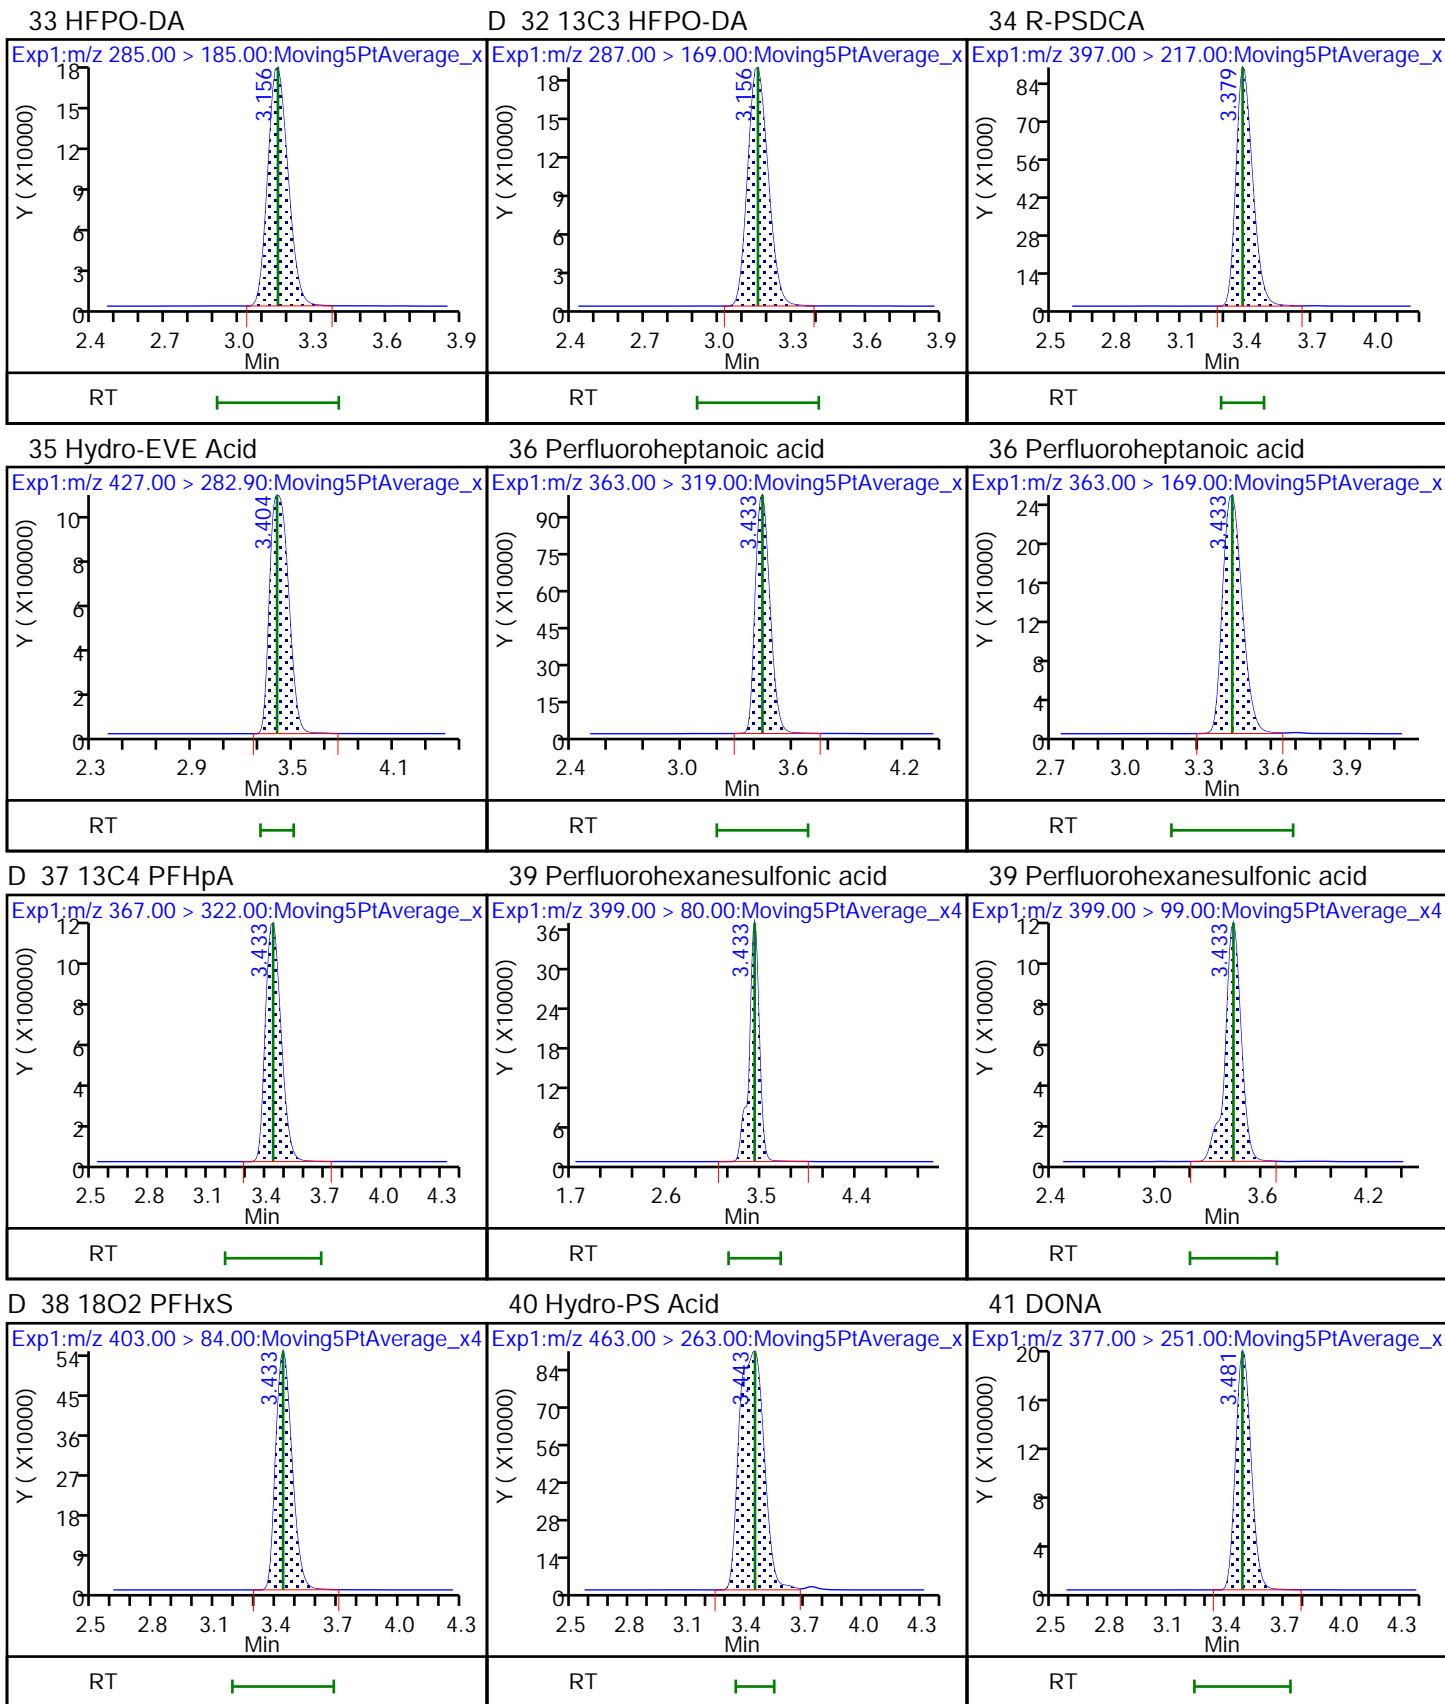 33 HFPO-DA
Exp1:m/z 285.00 > 185.00:Moving5PtAverage_x
Y ( X10000)
18
15
12
9
6
3
0
3.156
2.4 2.7 3.0 3.3 3.6 3.9
Min
RT
D 32 13C3 HFPO-DA
Exp1:m/z 287.00 > 169.00:Moving5PtAverage_x
Y ( X10000)
18
15
12
9
6
3
0
3.156
2.4 2.7 3.0 3.3 3.6 3.9
Min
RT
34 R-PSDCA
Exp1:m/z 397.00 > 217.00:Moving5PtAverage_x
Y ( X1000)
84
70
56
42
28
14
0
3.379
2.5 2.8 3.1 3.4 3.7 4.0
Min
RT
35 Hydro-EVE Acid
Exp1:m/z 427.00 > 282.90:Moving5PtAverage_x
Y ( X100000)
10
8
6
4
2
0
3.404
2.3 2.9 3.5 4.1
Min
RT
36 Perfluoroheptanoic acid
Exp1:m/z 363.00 > 319.00:Moving5PtAverage_x
Y ( X10000)
90
75
60
45
30
15
0
3.433
2.4 3.0 3.6 4.2
Min
RT
36 Perfluoroheptanoic acid
Exp1:m/z 363.00 > 169.00:Moving5PtAverage_x
Y ( X10000)
24
20
16
12
8
4
0
3.433
2.7 3.0 3.3 3.6 3.9
Min
RT
D 37 13C4 PFHpA
Exp1:m/z 367.00 > 322.00:Moving5PtAverage_x
Y ( X100000)
12
10
8
6
4
2
0
3.433
2.5 2.8 3.1 3.4 3.7 4.0 4.3
Min
RT
39 Perfluorohexanesulfonic acid
Exp1:m/z 399.00 > 80.00:Moving5PtAverage_x4
Y ( X10000)
36
30
24
18
12
6
0
3.433
1.7 2.6 3.5 4.4
Min
RT
39 Perfluorohexanesulfonic acid
Exp1:m/z 399.00 > 99.00:Moving5PtAverage_x4
Y ( X10000)
12
10
8
6
4
2
0
3.433
2.4 3.0 3.6 4.2
Min
RT
D 38 18O2 PFHxS
Exp1:m/z 403.00 > 84.00:Moving5PtAverage_x4
Y ( X10000)
54
45
36
27
18
9
0
3.433
2.5 2.8 3.1 3.4 3.7 4.0 4.3
Min
RT
40 Hydro-PS Acid
Exp1:m/z 463.00 > 263.00:Moving5PtAverage_x
Y ( X10000)
84
70
56
42
28
14
0
3.443
2.5 2.8 3.1 3.4 3.7 4.0 4.3
Min
RT
41 DONA
Exp1:m/z 377.00 > 251.00:Moving5PtAverage_x
Y ( X100000)
20
16
12
8
4
0
3.481
2.5 2.8 3.1 3.4 3.7 4.0 4.3
Min
RT